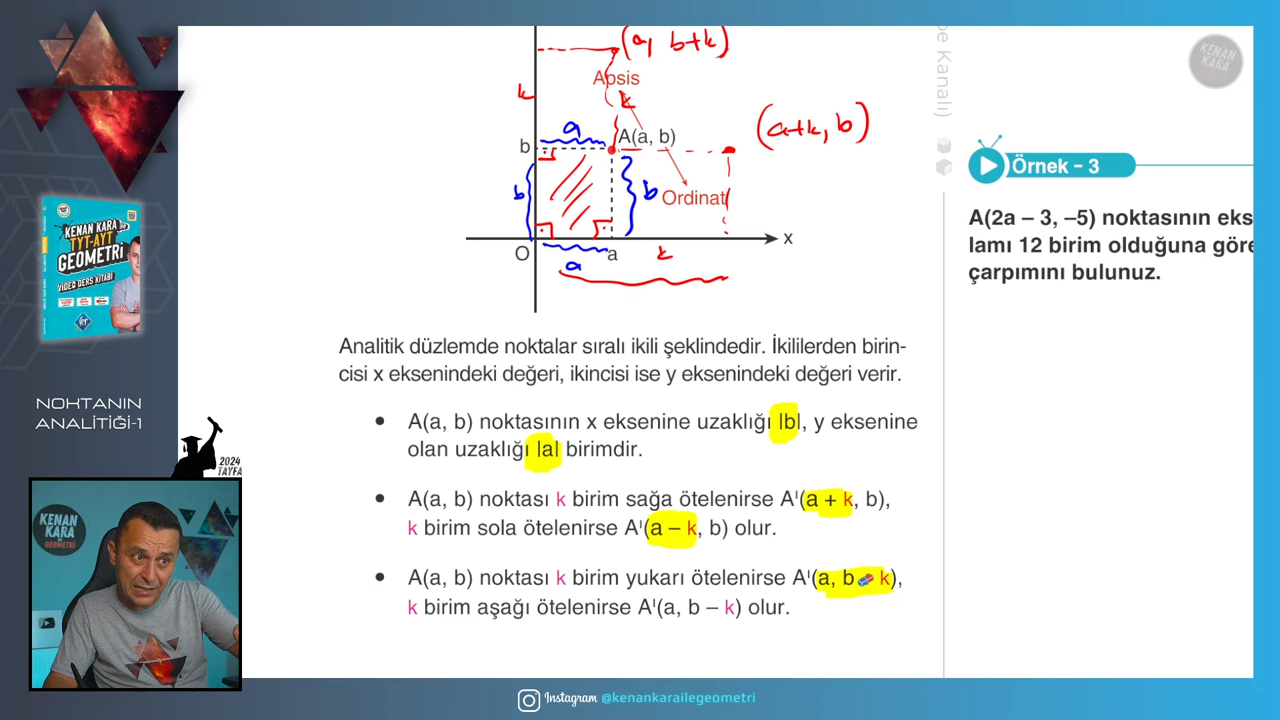 (a, b+k)
Apsis
k
k
a
A(a, b)
(a+k, b)
b
b
b
Ordinat
x
O
a
k
a
Analitik düzlemde noktalar sıralı ikili şeklindedir. İkililerden birin-
cisi x eksenindeki değeri, ikincisi ise y eksenindeki değeri verir.
• A(a, b) noktasının x eksenine uzaklığı |b|, y eksenine
olan uzaklığı |a| birimdir.
• A(a, b) noktası k birim sağa ötelenirse A'(a + k, b),
k birim sola ötelenirse A'(a – k, b) olur.
• A(a, b) noktası k birim yukarı ötelenirse A'(a, b k),
k birim aşağı ötelenirse A'(a, b – k) olur.
be Kanalı)
KENAN
KARA
Örnek – 3
A(2a – 3, –5) noktasının eks
lamı 12 birim olduğuna göre
çarpımını bulunuz.
KENAN KARA
TYT-AYT
GEOMETRİ
VİDEO DERS KİTABI
NOKTANIN
ANALİTİĞİ-1
2024
TAYFA
KENAN
KARA
ile
GEOMETRİ
Instagram @kenankarailegeometri